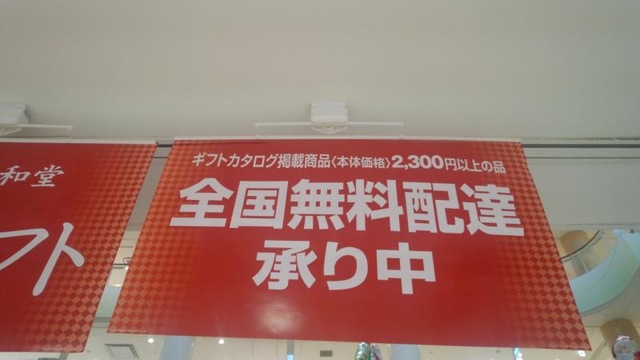 和堂
フト
ギフトカタログ掲載商品〈本体価格〉2,300円以上の品
全国無料配達
承り中